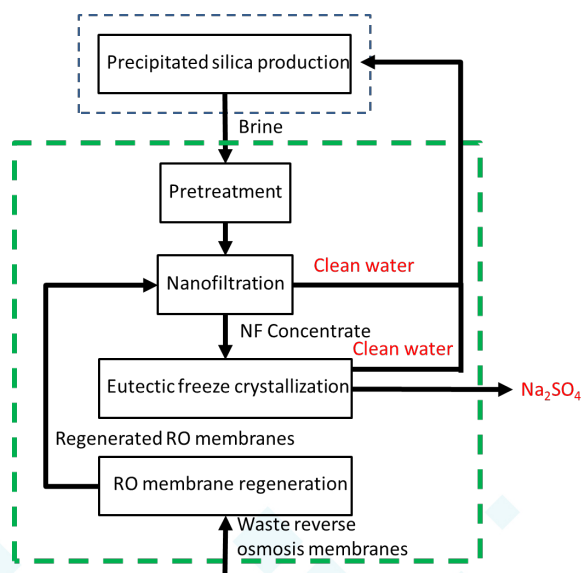 Precipitated silica production
Brine
Pretreatment
Clean water
Nanofiltration
NF Concentrate
Clean water
Eutectic freeze crystallization
Na₂SO₄
Regenerated RO membranes
RO membrane regeneration
Waste reverse
osmosis membranes